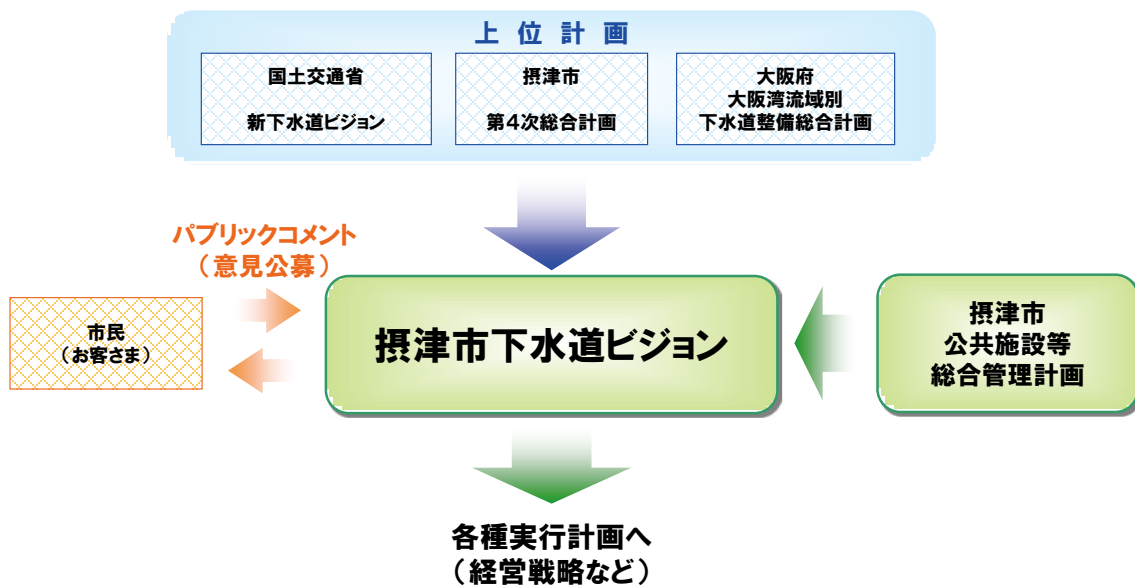 上位計画
国土交通省
新下水道ビジョン
摂津市
第4次総合計画
大阪府
大阪湾流域別
下水道整備総合計画
パブリックコメント
（意見公募）
市民
（お客さま）
摂津市下水道ビジョン
摂津市
公共施設等
総合管理計画
各種実行計画へ
（経営戦略など）